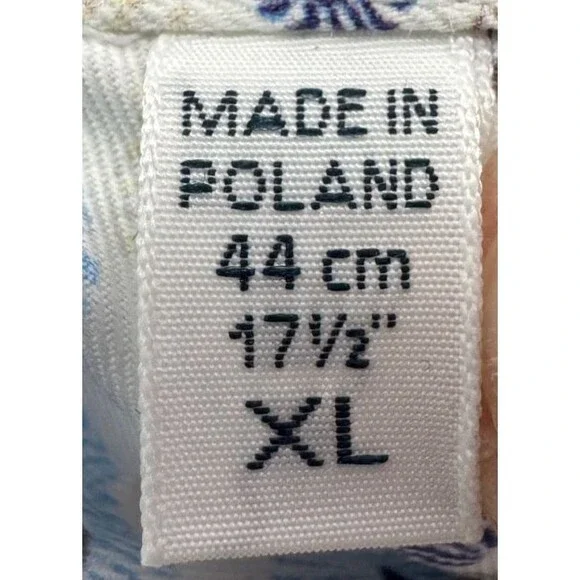 MADE IN
POLAND
44 cm
17½"
XL